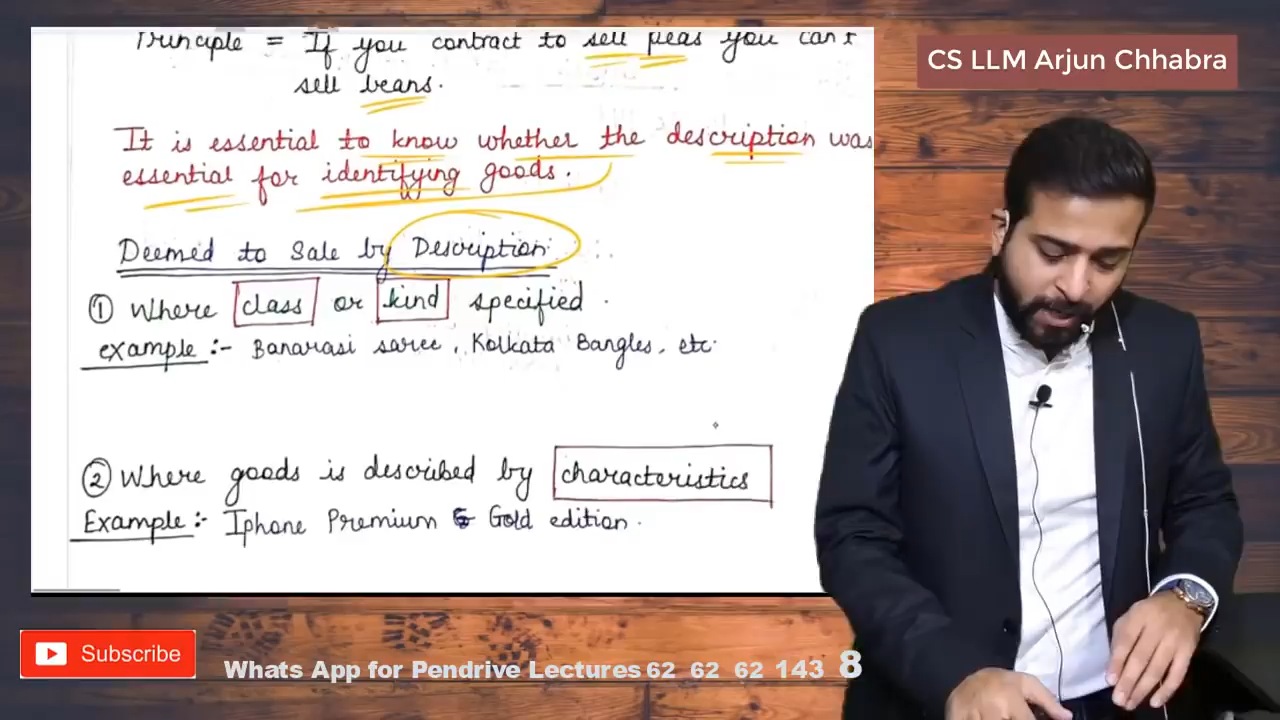 Principle = If you contract to sell peas you can't
sell beans.
It is essential to know whether the description was
essential for identifying goods.
Deemed to Sale by Description
① Where class or kind specified.
example :- Banarasi saree, Kolkata Bangles, etc.
② Where goods is described by characteristics
Example :- Iphone Premium G Gold edition.
CS LLM Arjun Chhabra
Subscribe
Whats App for Pendrive Lectures 62 62 62 143 8